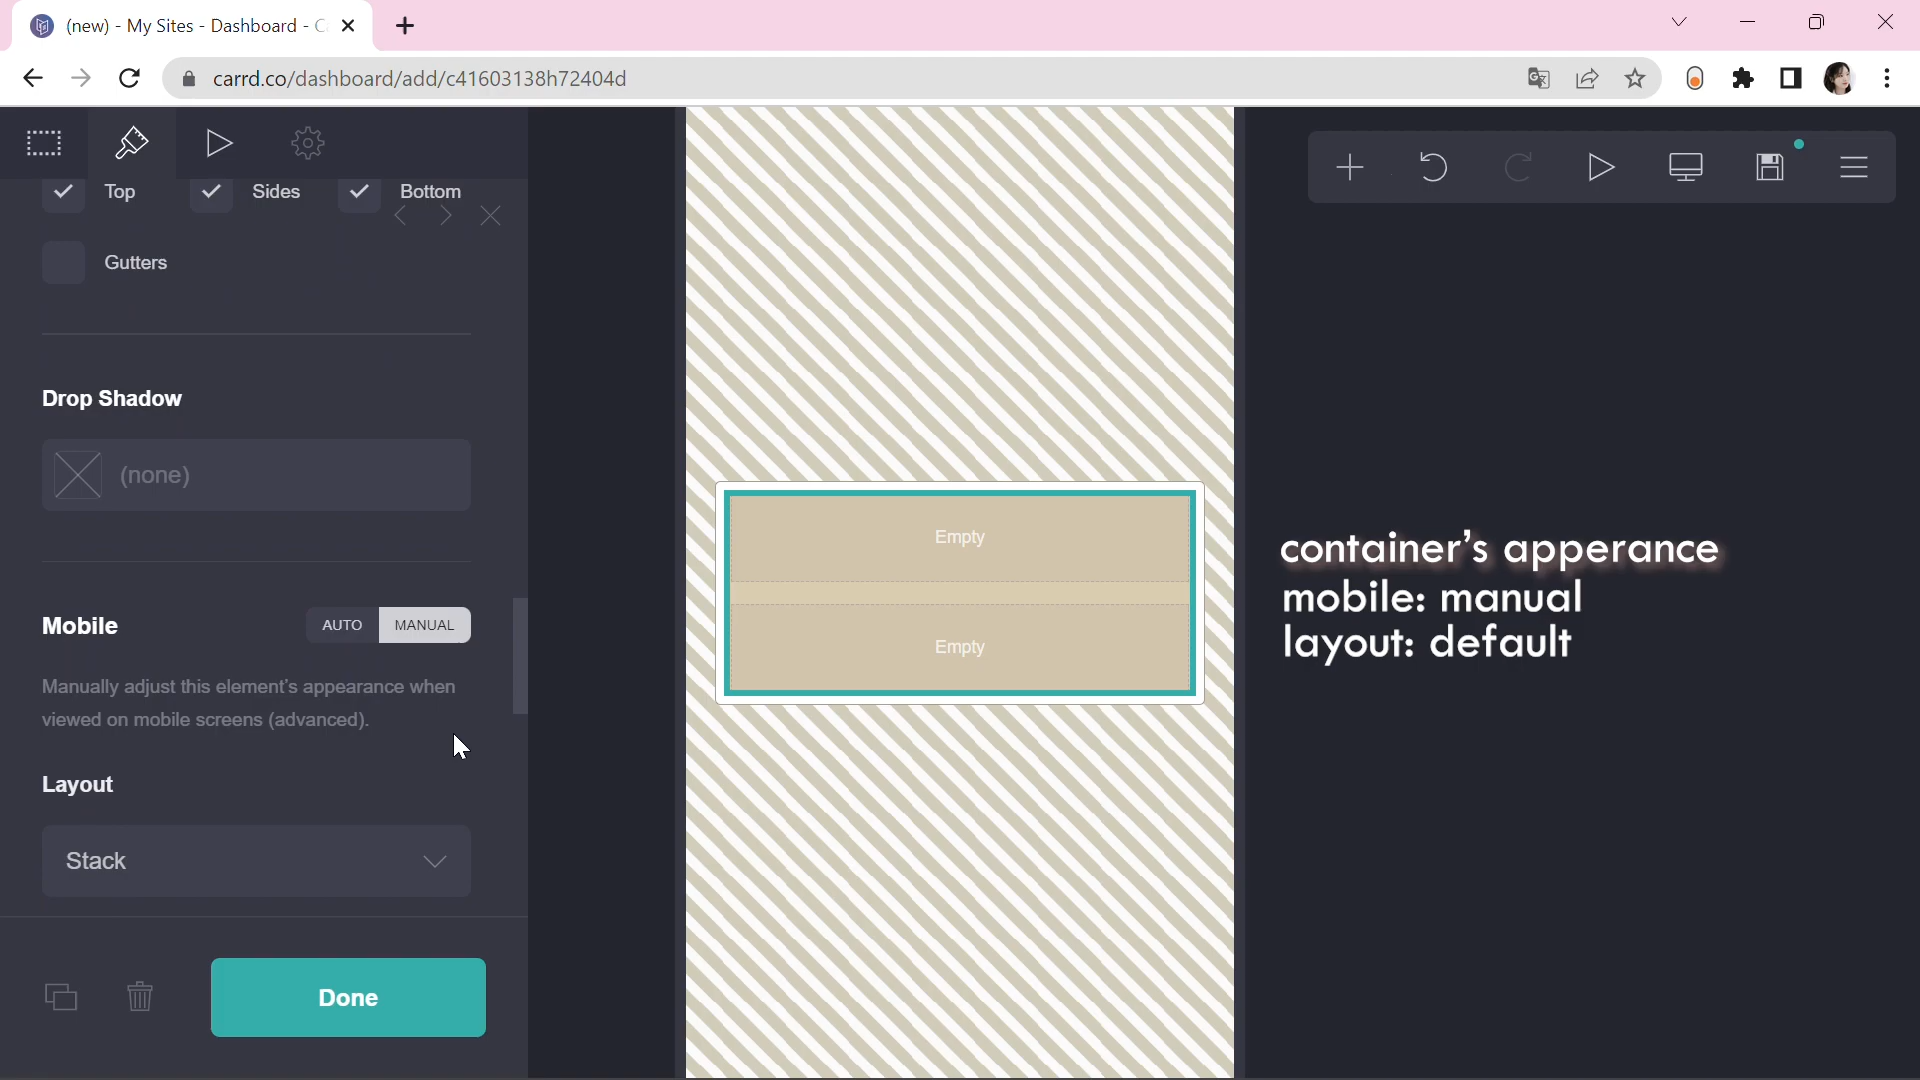 (new) - My Sites - Dashboard - C
carrd.co/dashboard/add/c41603138h72404d
Top
Sides
Bottom
Gutters
Drop Shadow
(none)
Mobile
AUTO
MANUAL
Manually adjust this element's appearance when
viewed on mobile screens (advanced).
Layout
Stack
Done
Empty
Empty
container's apperance
mobile: manual
layout: default